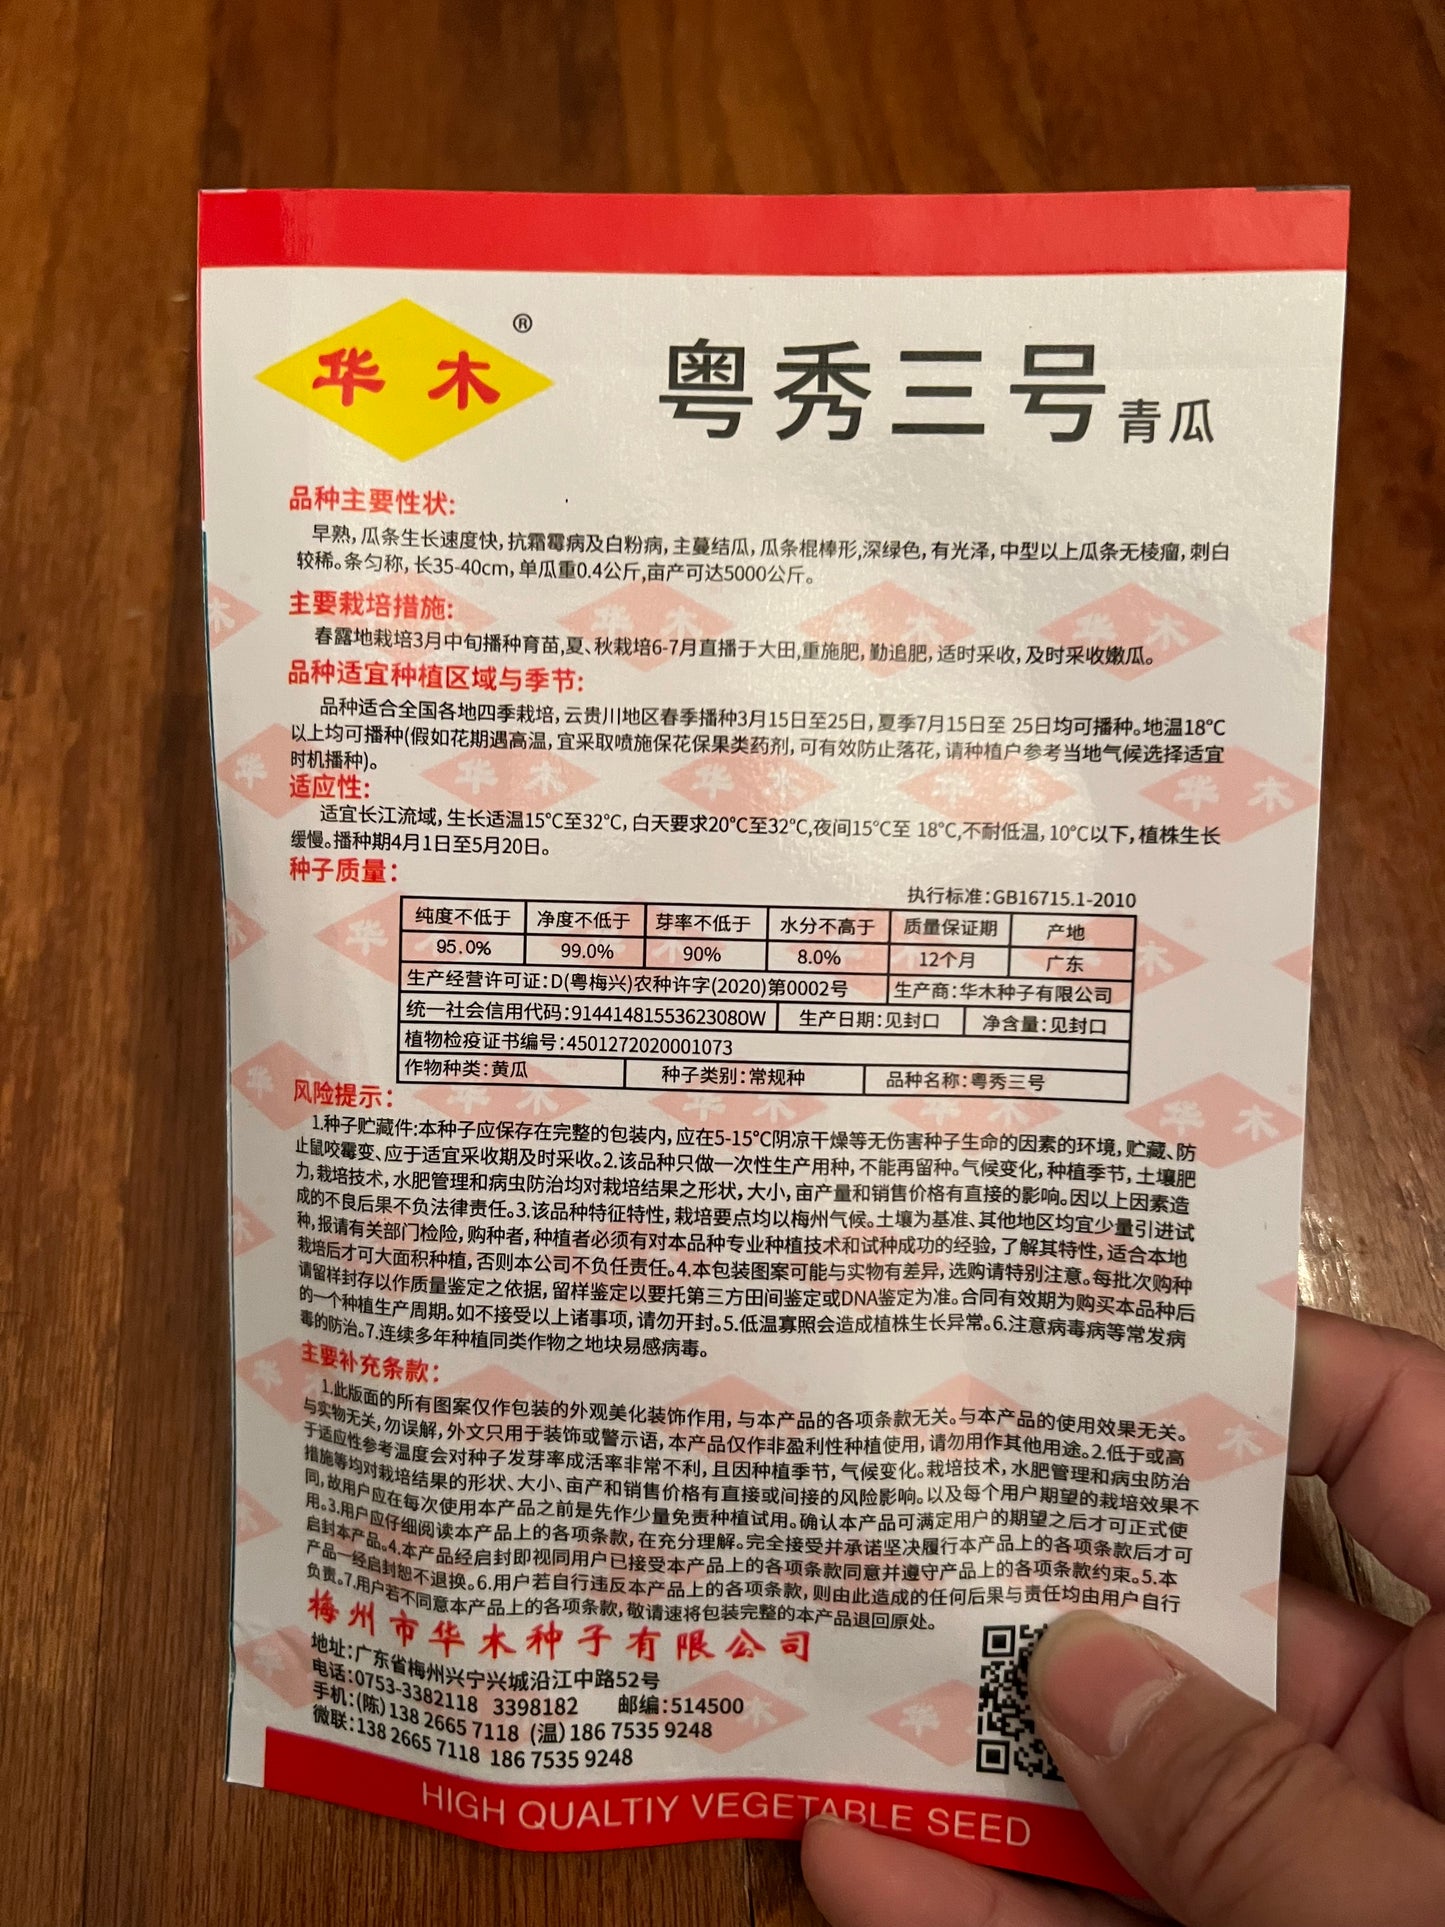 华木®
粤秀三号青瓜
品种主要性状:
早熟,瓜条生长速度快,抗霜霉病及白粉病,主蔓结瓜,瓜条棍棒形,深绿色,有光泽,中型以上瓜条无棱瘤,刺白
较稀。条匀称,长35-40cm,单瓜重0.4公斤,亩产可达5000公斤。
主要栽培措施:
春露地栽培3月中旬播种育苗,夏、秋栽培6-7月直播于大田,重施肥,勤追肥,适时采收,及时采收嫩瓜。
品种适宜种植区域与季节:
品种适合全国各地四季栽培,云贵川地区春季播种3月15日至25日,夏季7月15日至 25日均可播种。地温18°C
以上均可播种(假如花期遇高温,宜采取喷施保花保果类药剂,可有效防止落花,请种植户参考当地气候选择适宜
时机播种)。
适应性:
适宜长江流域,生长适温15°C至32°C,白天要求20°C至32°C,夜间15°C至 18°C,不耐低温,10°C以下,植株生长
缓慢。播种期4月1日至5月20日。
种子质量:
执行标准:GB16715.1-2010
纯度不低于 净度不低于 芽率不低于 水分不高于 质量保证期 产地
95.0% 99.0% 90% 8.0% 12个月 广东
生产经营许可证:D(粤梅兴)农种许字(2020)第0002号 生产商:华木种子有限公司
统一社会信用代码:91441481553623080W 生产日期:见封口 净含量:见封口
植物检疫证书编号:4501272020001073
作物种类:黄瓜 种子类别:常规种 品种名称:粤秀三号
风险提示:
1.种子贮藏件:本种子应保存在完整的包装内,应在5-15°C阴凉干燥等无伤害种子生命的因素的环境,贮藏、防
止鼠咬霉变、应于适宜采收期及时采收。2.该品种只做一次性生产用种,不能再留种。气候变化,种植季节,土壤肥
力,栽培技术,水肥管理和病虫防治均对栽培结果之形状,大小,亩产量和销售价格有直接的影响。因以上因素造
成的不良后果不负法律责任。3.该品种特征特性,栽培要点均以梅州气候。土壤为基准、其他地区均宜少量引进试
种,报请有关部门检险,购种者,种植者必须有对本品种专业种植技术和试种成功的经验,了解其特性,适合本地
栽培后才可大面积种植,否则本公司不负任责任。4.本包装图案可能与实物有差异,选购请特别注意。每批次购种
请留样封存以作质量鉴定之依据,留样鉴定以要托第三方田间鉴定或DNA鉴定为准。合同有效期为购买本品种后
的一个种植生产周期。如不接受以上诸事项,请勿开封。5.低温寡照会造成植株生长异常。6.注意病毒病等常发病
毒的防治。7.连续多年种植同类作物之地块易感病毒。
主要补充条款:
1.此版面的所有图案仅作包装的外观美化装饰作用,与本产品的各项条款无关。与本产品的使用效果无关。
与实物无关,勿误解,外文只用于装饰或警示语,本产品仅作非盈利性种植使用,请勿用作其他用途。2.低于或高
于适应性参考温度会对种子发芽率成活率非常不利,且因种植季节,气候变化。栽培技术,水肥管理和病虫防治
措施等均对栽培结果的形状、大小、亩产和销售价格有直接或间接的风险影响。以及每个用户期望的栽培效果不
同,故用户应在每次使用本产品之前是先作少量免责种植试用。确认本产品可满定用户的期望之后才可正式使
用。3.用户应仔细阅读本产品上的各项条款,在充分理解。完全接受并承诺坚决履行本产品上的各项条款后才可
启封本产品。4.本产品经启封即视同用户已接受本产品上的各项条款同意并遵守产品上的各项条款约束。5.本
产品一经启封恕不退换。6.用户若自行违反本产品上的各项条款,则由此造成的任何后果与责任均由用户自行
负责。7.用户若不同意本产品上的各项条款,敬请速将包装完整的本产品退回原处。
梅州市华木种子有限公司
地址:广东省梅州兴宁兴城沿江中路52号
电话:0753-3382118 3398182 邮编:514500
手机:(陈)138 2665 7118 (温)186 7535 9248
微联:138 2665 7118 186 7535 9248
HIGH QUALTIY VEGETABLE SEED